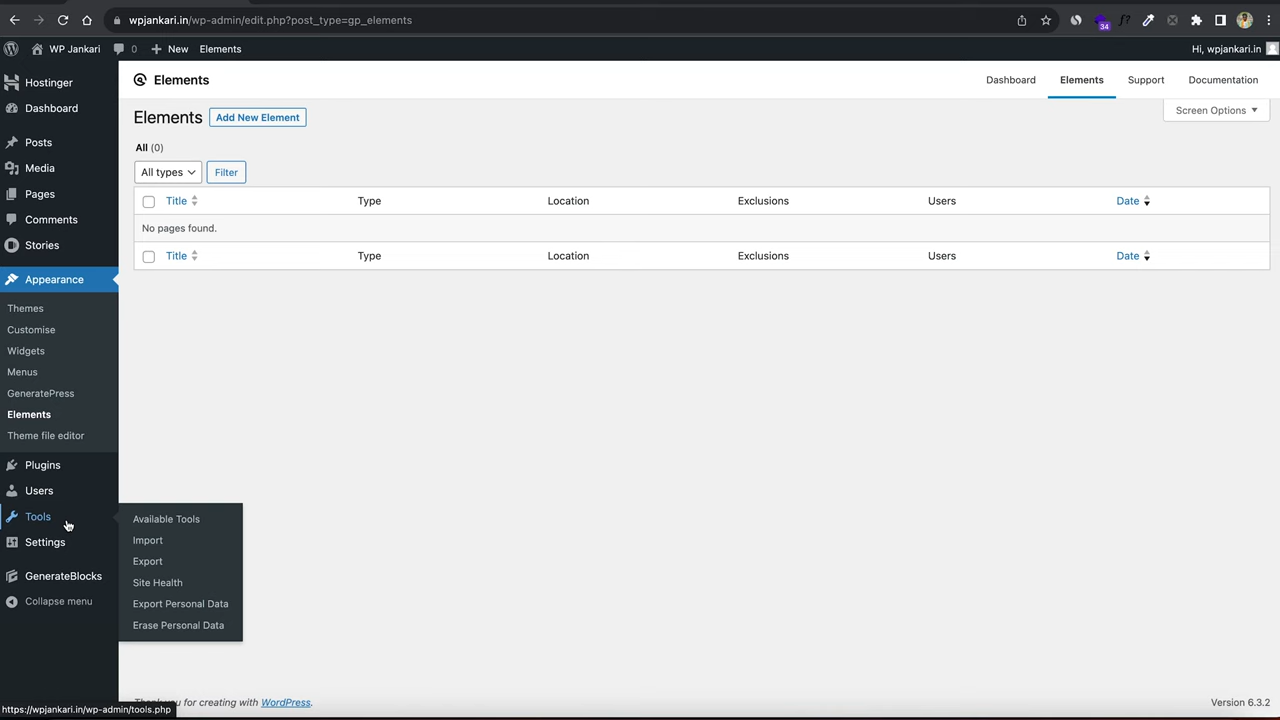 wpjankari.in/wp-admin/edit.php?post_type=gp_elements
34
f?
WP Jankari 0 New Elements Hi, wpjankari.in
Hostinger
Dashboard
Posts
Media
Pages
Comments
Stories
Appearance
Themes
Customise
Widgets
Menus
GeneratePress
Elements
Theme file editor
Plugins
Users
Tools
Settings
GenerateBlocks
Collapse menu
Available Tools
Import
Export
Site Health
Export Personal Data
Erase Personal Data
Elements Dashboard Elements Support Documentation
Screen Options
Elements Add New Element
All (0)
All types Filter
Title Type Location Exclusions Users Date
No pages found.
Title Type Location Exclusions Users Date
for creating with WordPress.
Version 6.3.2
https://wpjankari.in/wp-admin/tools.php